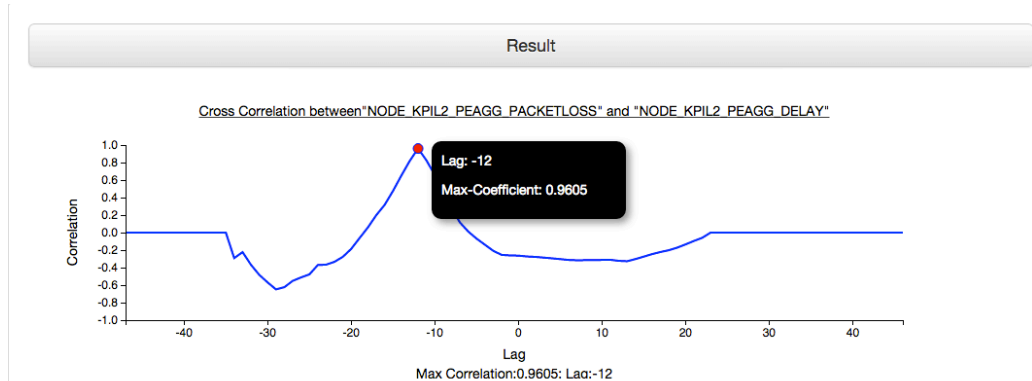 Result
Cross Correlation between"NODE_KPIL2_PEAGG_PACKETLOSS" and "NODE_KPIL2_PEAGG_DELAY"
1.0
0.8
0.6
0.4
0.2
0.0
-0.2
-0.4
-0.6
-0.8
-1.0
Correlation
Lag: -12
Max-Coefficient: 0.9605
-40 -30 -20 -10 0 10 20 30 40
Lag
Max Correlation:0.9605: Lag:-12